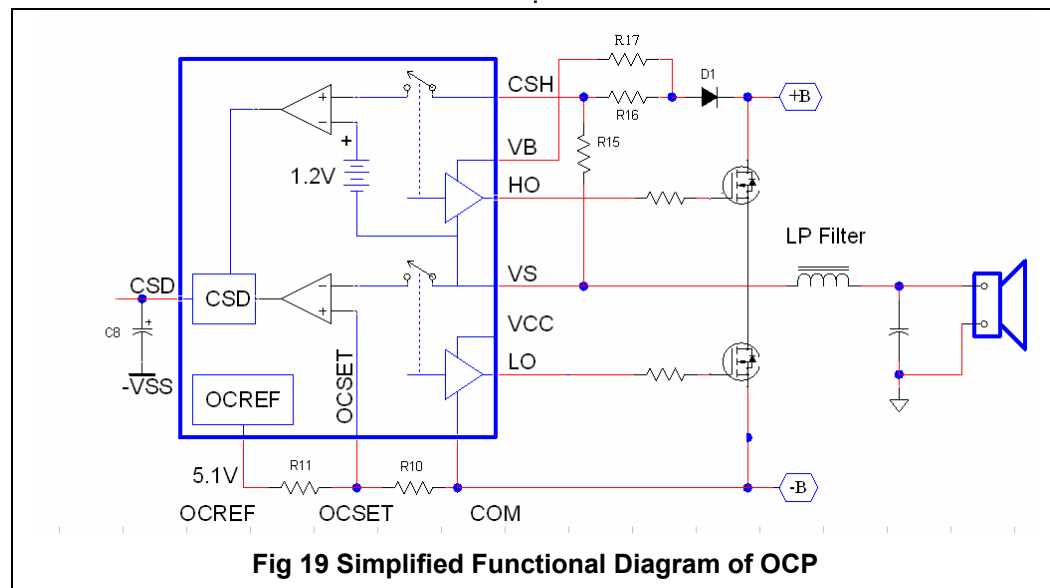 R17
CSH
D1
+B
R16
VB
R15
1.2V
HO
LP Filter
CSD
CSD
VS
C8
VCC
-VSS
LO
OCREF
OCSET
5.1V
R11
R10
-B
OCREF
OCSET
COM
Fig 19 Simplified Functional Diagram of OCP